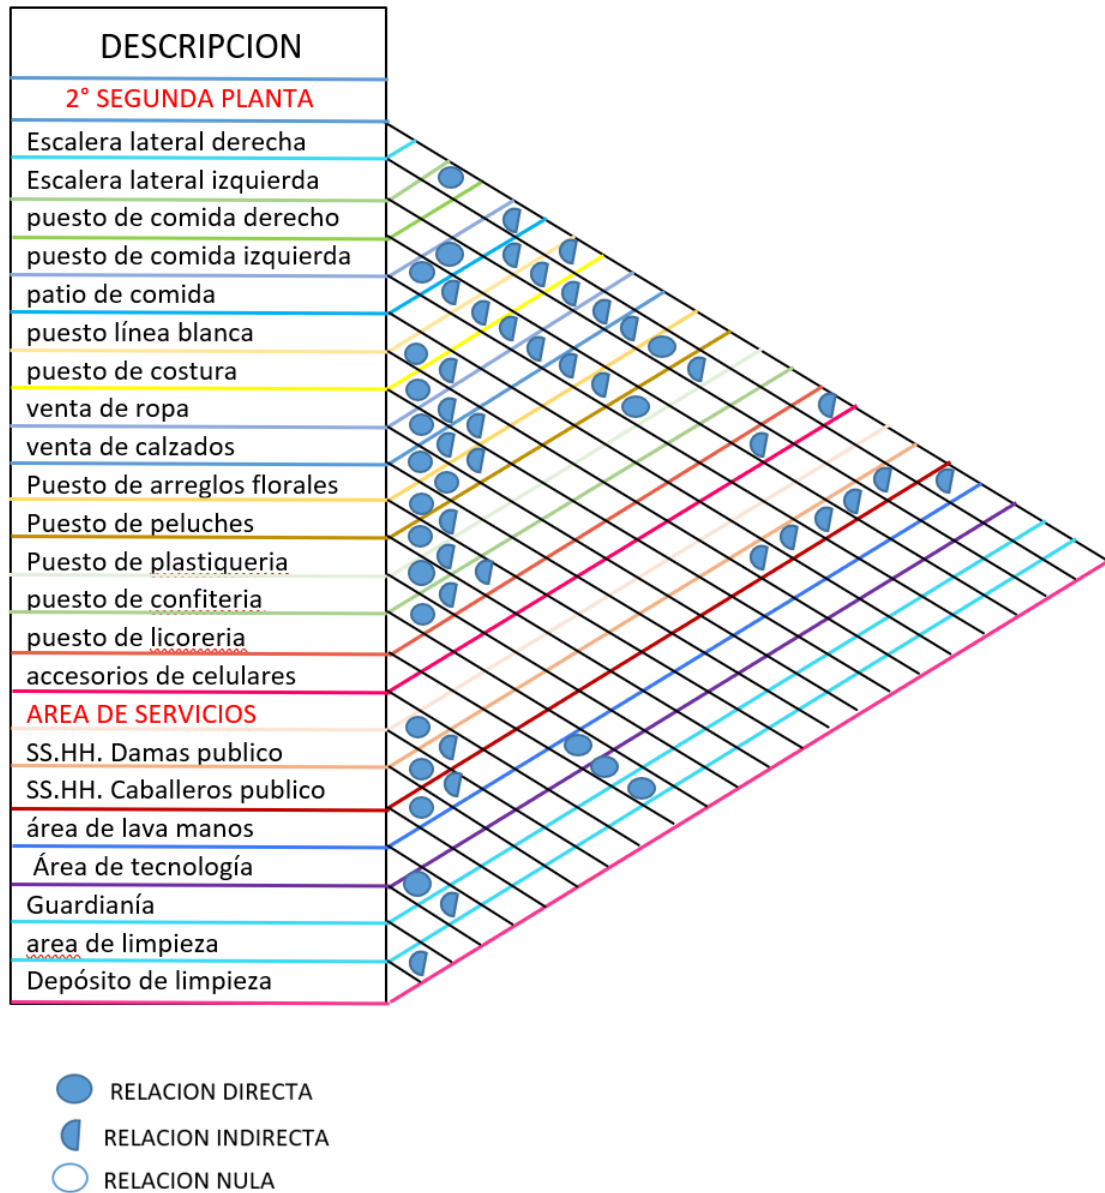 DESCRIPCION
2° SEGUNDA PLANTA
Escalera lateral derecha
Escalera lateral izquierda
puesto de comida derecho
puesto de comida izquierda
patio de comida
puesto línea blanca
puesto de costura
venta de ropa
venta de calzados
Puesto de arreglos florales
Puesto de peluches
Puesto de plastiqueria
puesto de confiteria
puesto de licoreria
accesorios de celulares
AREA DE SERVICIOS
SS.HH. Damas publico
SS.HH. Caballeros publico
área de lava manos
Área de tecnología
Guardianía
area de limpieza
Depósito de limpieza
RELACION DIRECTA
RELACION INDIRECTA
RELACION NULA